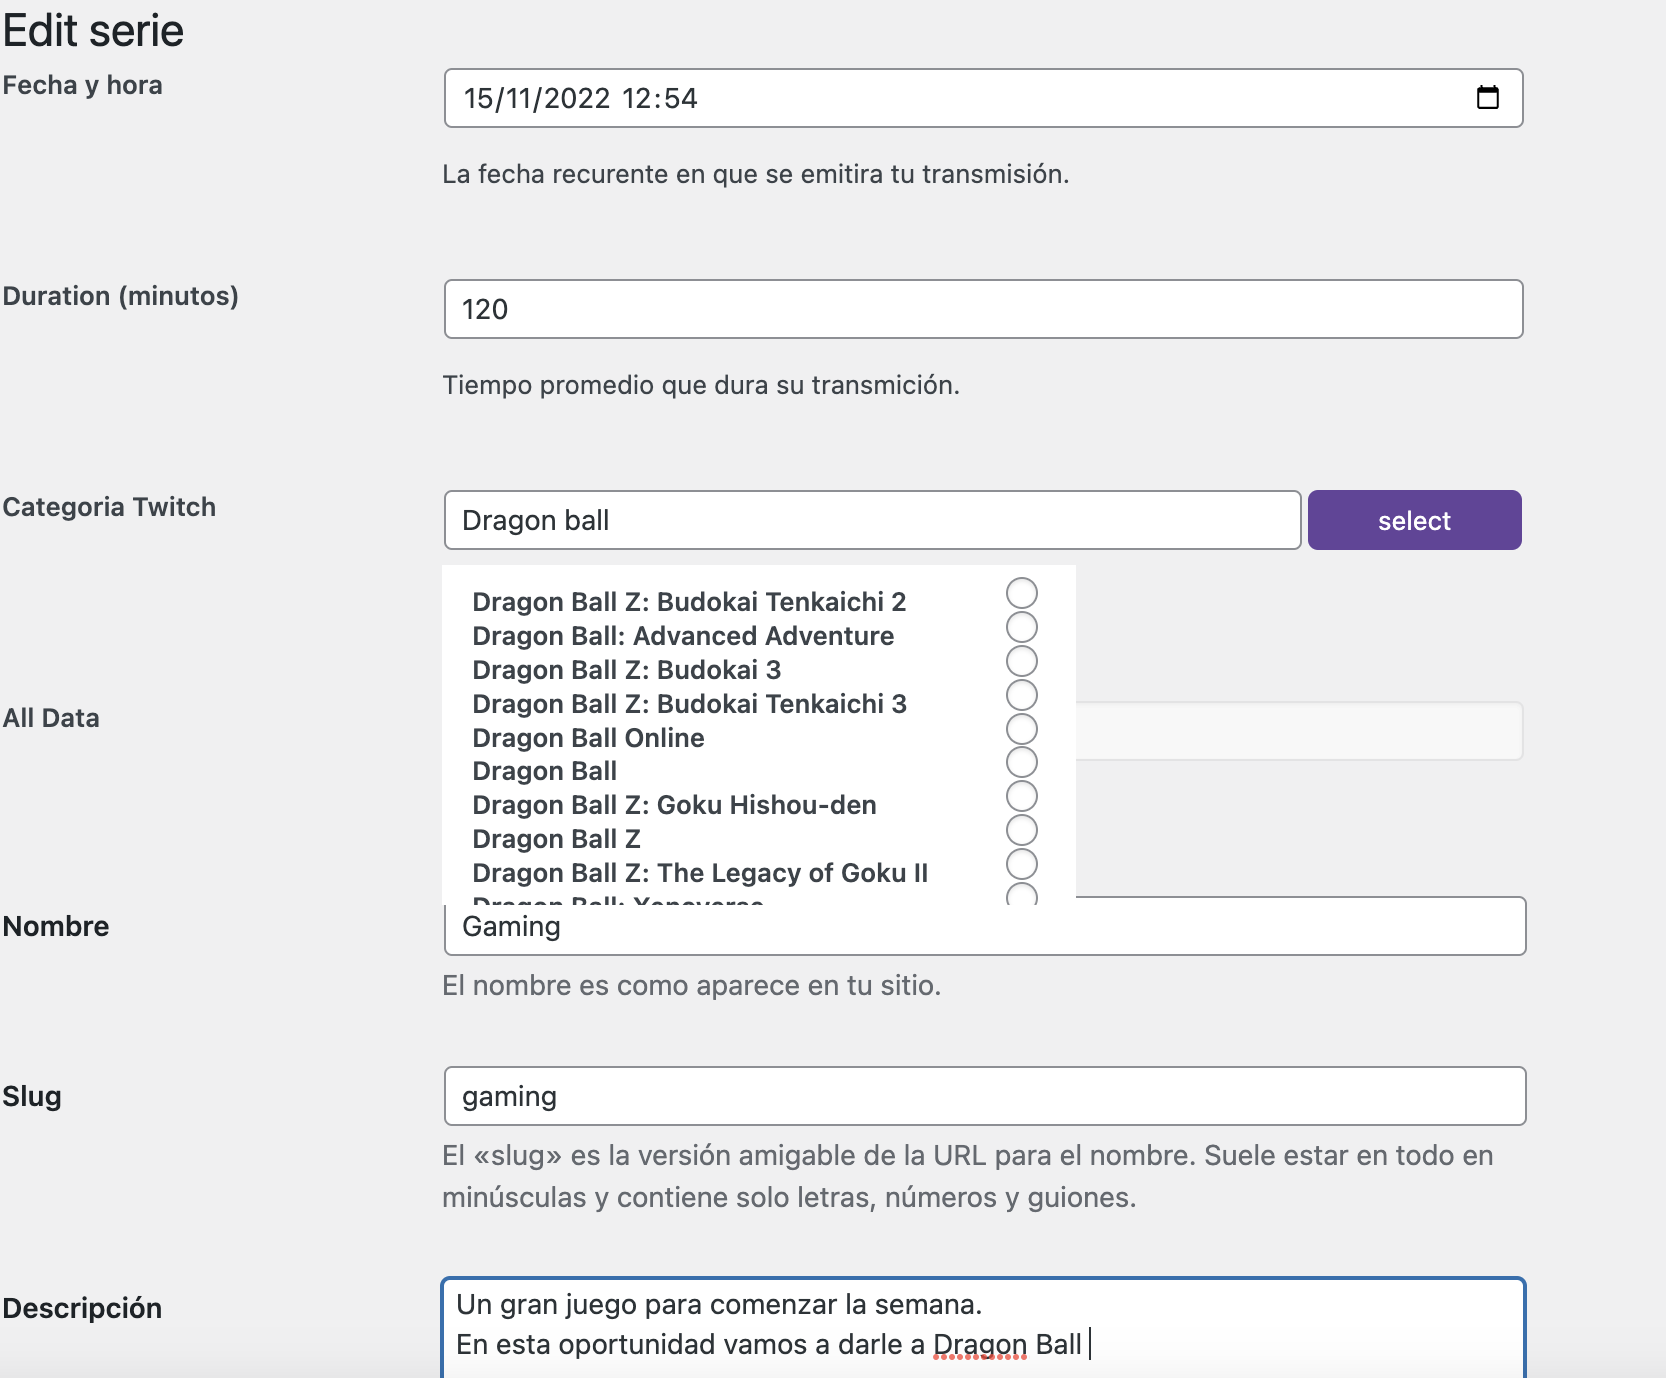 Edit serie
Fecha y hora
15/11/2022 12:54
La fecha recurente en que se emitira tu transmisión.
Duration (minutos)
120
Tiempo promedio que dura su transmición.
Categoria Twitch
Dragon ball
select
Dragon Ball Z: Budokai Tenkaichi 2
Dragon Ball: Advanced Adventure
Dragon Ball Z: Budokai 3
Dragon Ball Z: Budokai Tenkaichi 3
All Data
Dragon Ball Online
Dragon Ball
Dragon Ball Z: Goku Hishou-den
Dragon Ball Z
Dragon Ball Z: The Legacy of Goku II
Dragon Ball: Xenoverse
Nombre
Gaming
El nombre es como aparece en tu sitio.
Slug
gaming
El «slug» es la versión amigable de la URL para el nombre. Suele estar en todo en
minúsculas y contiene solo letras, números y guiones.
Descripción
Un gran juego para comenzar la semana.
En esta oportunidad vamos a darle a Dragon Ball